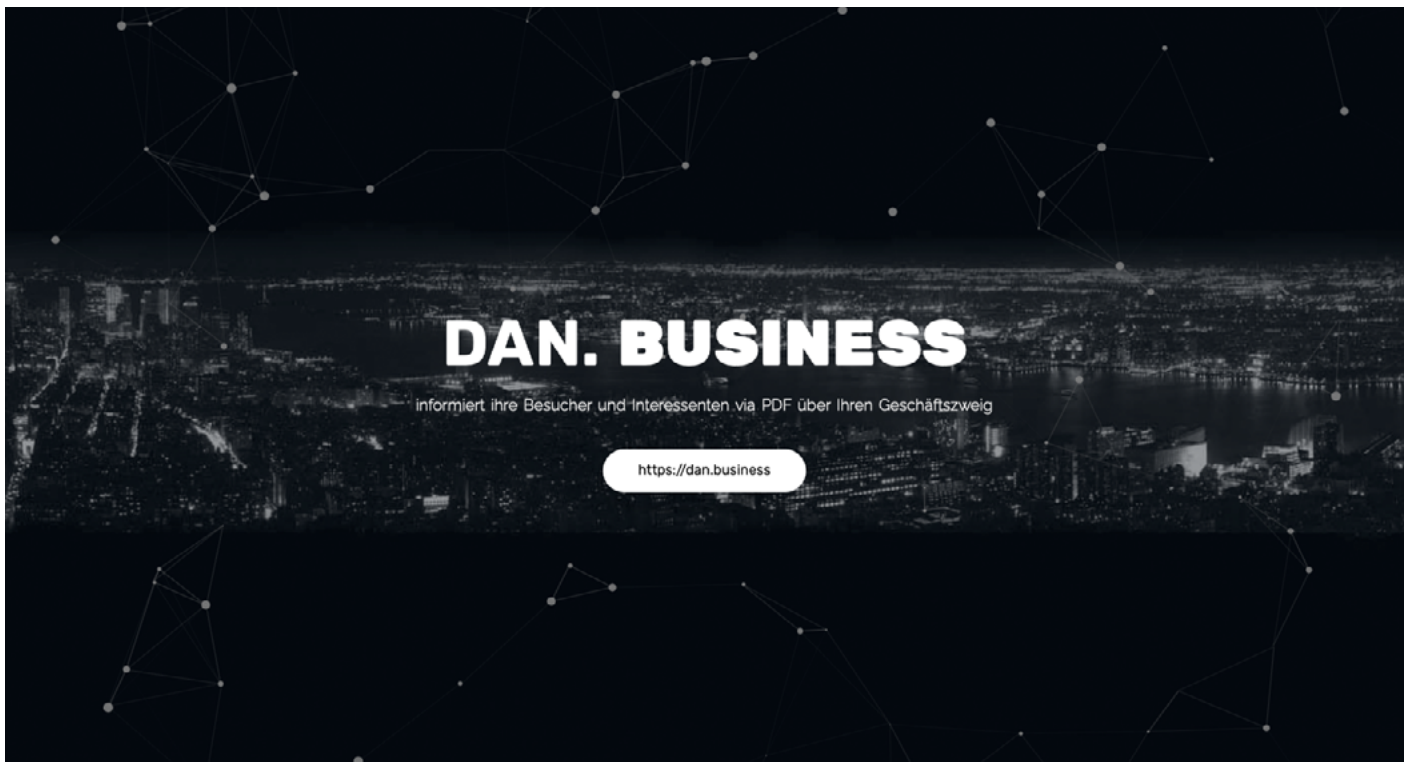 DAN. BUSINESS
informiert ihre Besucher und Interessenten via PDF über Ihren Geschäftszweig
https://dan.business